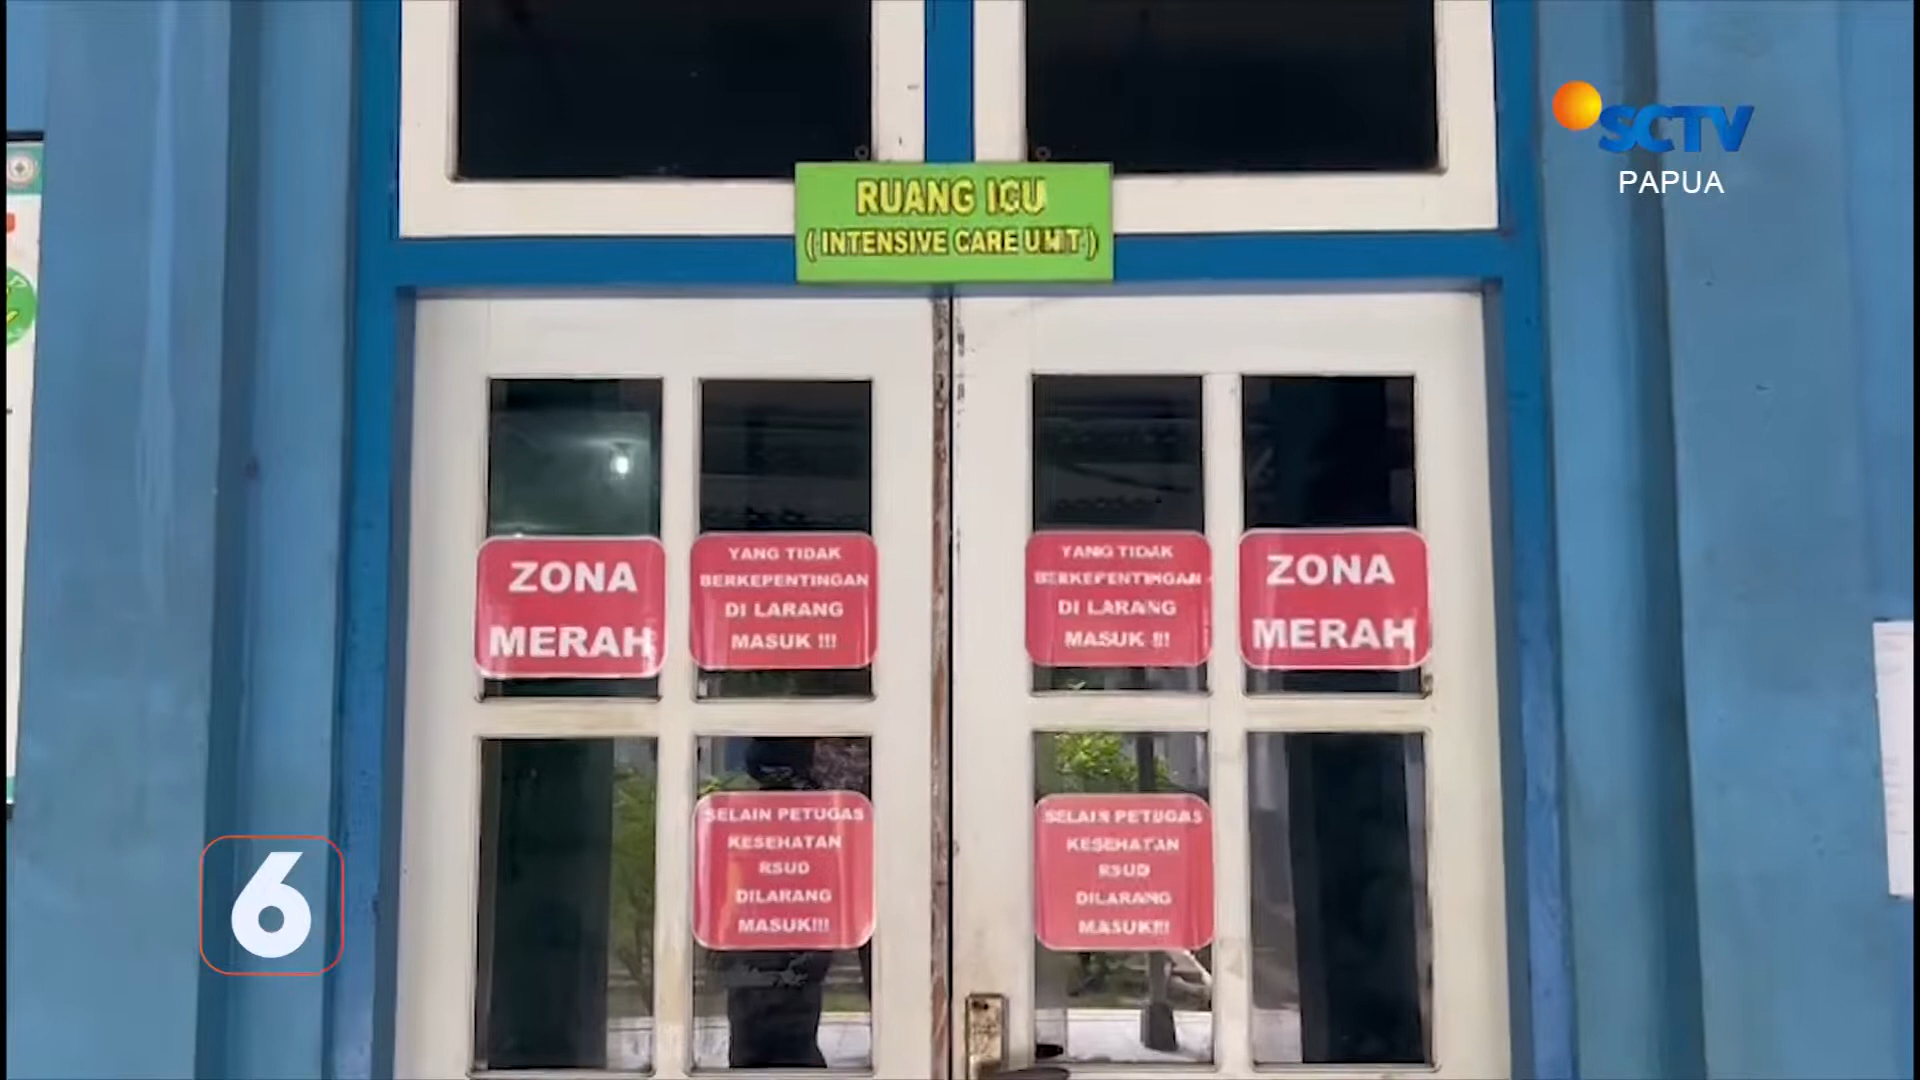 SCTV
PAPUA
RUANG ICU
( INTENSIVE CARE UNIT )
ZONA
MERAH
YANG TIDAK
BERKEPENTINGAN
DI LARANG
MASUK !!!
YANG TIDAK
BERKEPENTINGAN
DI LARANG
MASUK !!!
ZONA
MERAH
SELAIN PETUGAS
KESEHATAN
RSUD
DILARANG
MASUK!!!
SELAIN PETUGAS
KESEHATAN
RSUD
DILARANG
MASUK!!!
6